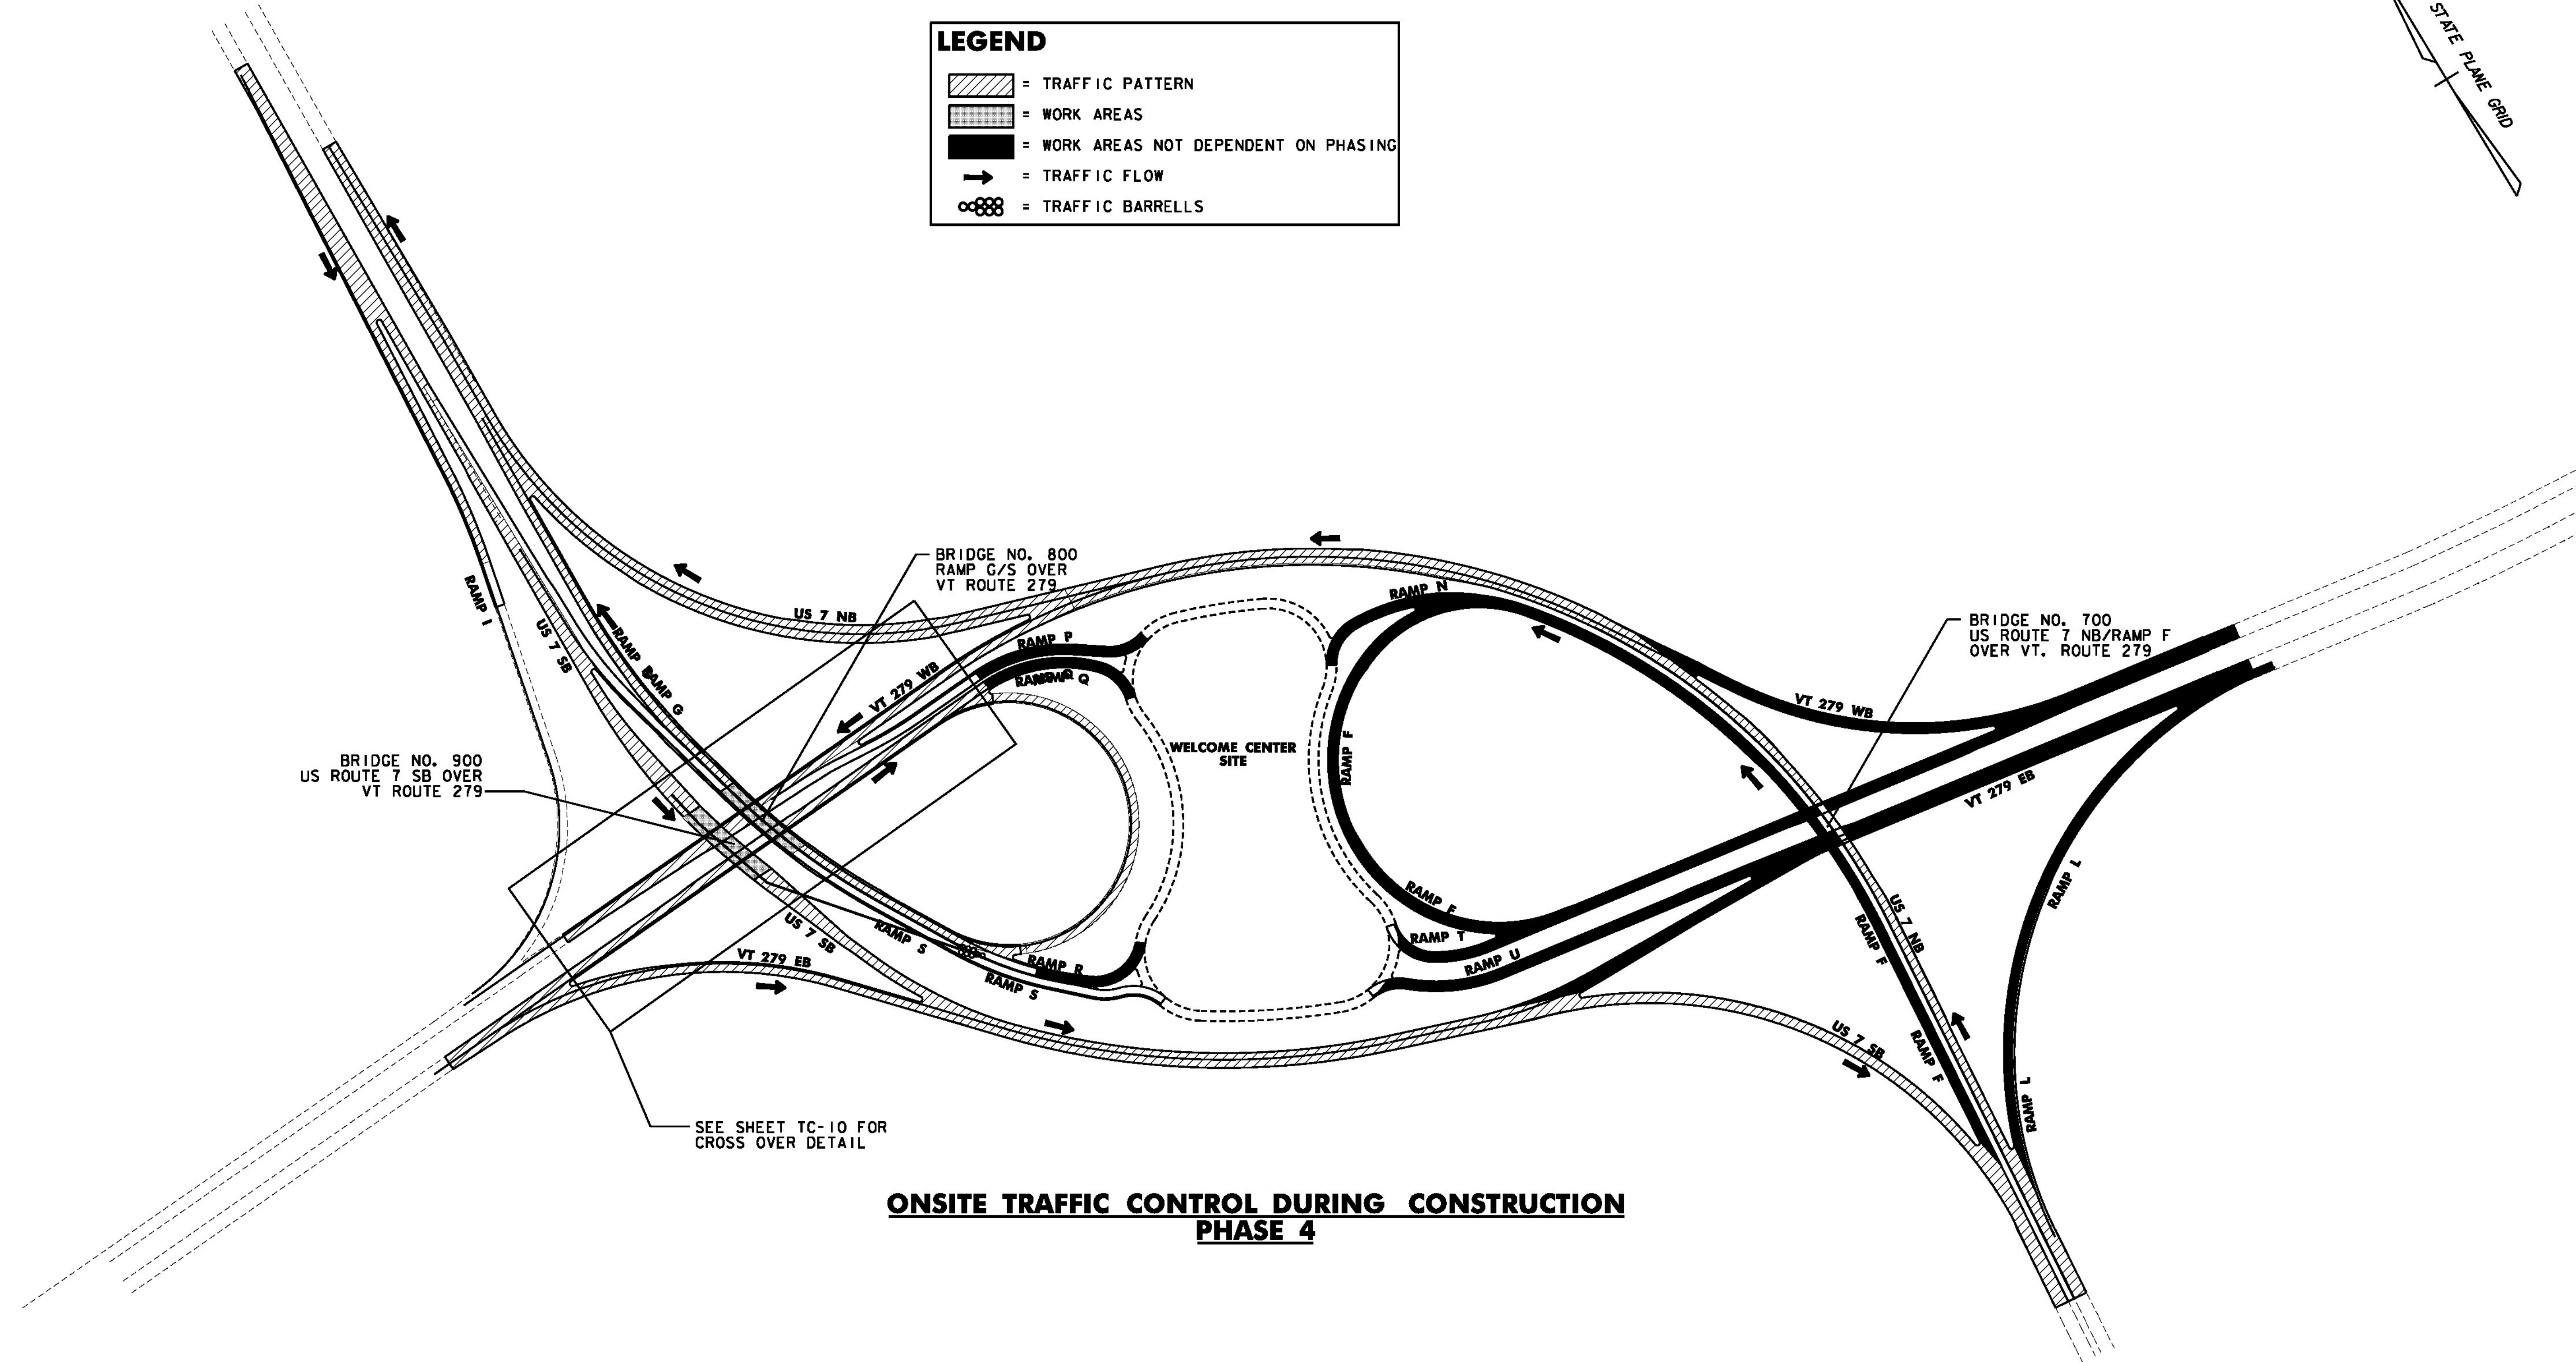 LEGEND
= TRAFFIC PATTERN
= WORK AREAS
= WORK AREAS NOT DEPENDENT ON PHASING
= TRAFFIC FLOW
= TRAFFIC BARRELLS
STATE PLANE GRID
BRIDGE NO. 800
RAMP G/S OVER
VT ROUTE 279
BRIDGE NO. 700
US ROUTE 7 NB/RAMP F
OVER VT. ROUTE 279
BRIDGE NO. 900
US ROUTE 7 SB OVER
VT ROUTE 279
RAMP I
US 7 SB
RAMP G
RAMP G
US 7 NB
VT 279 WB
RAMP P
RAMP Q
RAMP N
WELCOME CENTER
SITE
RAMP F
VT 279 WB
VT 279 EB
RAMP L
RAMP F
RAMP T
RAMP U
RAMP F
US 7 NB
RAMP F
US 7 SB
RAMP L
US 7 SB
RAMP S
RAMP R
RAMP S
VT 279 EB
SEE SHEET TC-10 FOR
CROSS OVER DETAIL
ONSITE TRAFFIC CONTROL DURING CONSTRUCTION
PHASE 4